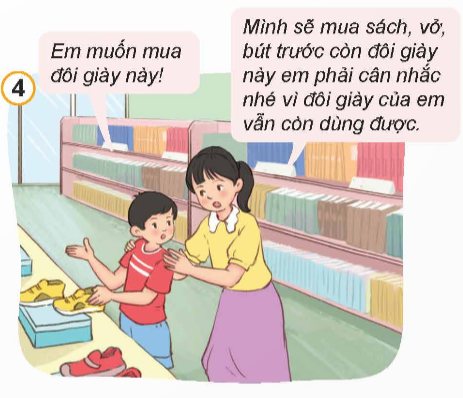 Em muốn mua
đôi giày này!
Mình sẽ mua sách, vở,
bút trước còn đôi giày
này em phải cân nhắc
nhé vì đôi giày của em
vẫn còn dùng được.
4